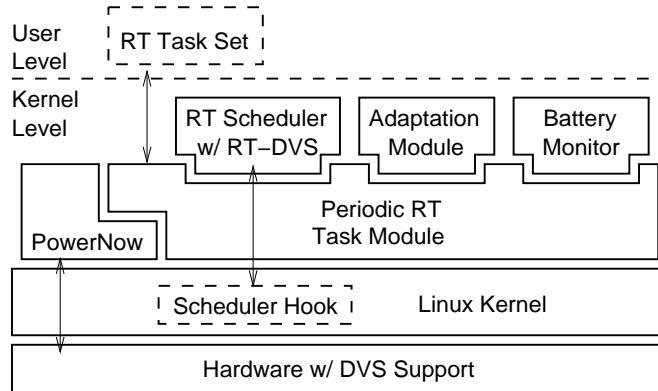 User
Level
RT Task Set
Kernel
Level
RT Scheduler
w/ RT−DVS
Adaptation
Module
Battery
Monitor
PowerNow
Periodic RT
Task Module
Scheduler Hook
Linux Kernel
Hardware w/ DVS Support